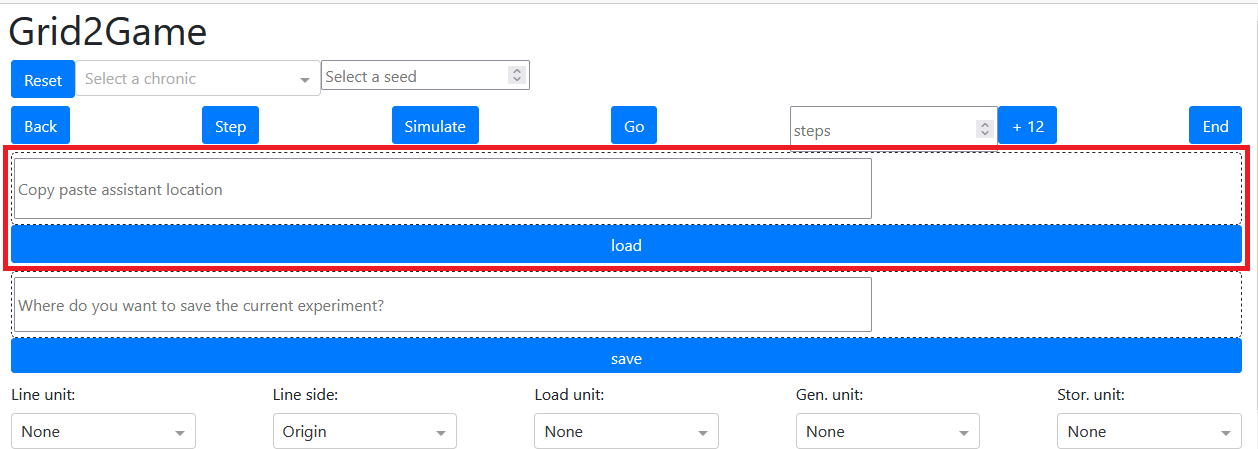 Grid2Game
Reset Select a chronic Select a seed
Back Step Simulate Go steps + 12 End
Copy paste assistant location
load
Where do you want to save the current experiment?
save
Line unit: Line side: Load unit: Gen. unit: Stor. unit:
None Origin None None None